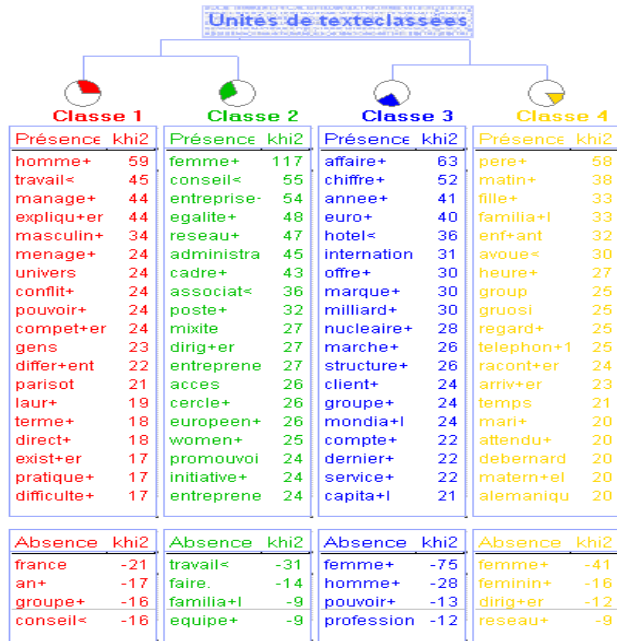 Unités de texteclassées
Classe 1 Classe 2 Classe 3 Classe 4
Présence khi2 Présence khi2 Présence khi2 Présence khi2
homme+ 59 femme+ 117 affaire+ 63 pere+ 58
travail< 45 conseil< 55 chiffre+ 52 matin+ 38
manage+ 44 entreprise- 54 annee+ 41 fille+ 33
expliqu+er 44 egalite+ 48 euro+ 40 familia+l 33
masculin+ 34 reseau+ 47 hotel< 36 enf+ant 32
menage+ 24 administra 45 internation 31 avoue< 30
univers 24 cadre+ 43 offre+ 30 heure+ 27
conflit+ 24 associat< 36 marque+ 30 group 25
pouvoir+ 24 poste+ 32 milliard+ 30 gruosi 25
compet+er 24 mixite 27 nucleaire+ 28 regard+ 25
gens 23 dirig+er 27 marche+ 26 telephon+1 25
differ+ent 22 entreprene 27 structure+ 26 racont+er 24
parisot 21 acces 26 client+ 24 arriv+er 23
laur+ 19 cercle+ 26 groupe+ 24 temps 21
terme+ 18 europeen+ 26 mondia+l 24 mari+ 20
direct+ 18 women+ 25 compte+ 22 attendu+ 20
exist+er 17 promouvoi 24 dernier+ 22 debernard 20
pratique+ 17 initiative+ 24 service+ 22 matern+el 20
difficulte+ 17 entreprene 24 capita+l 21 alemaniqu 20
Absence khi2 Absence khi2 Absence khi2 Absence khi2
france -21 travail< -31 femme+ -75 femme+ -41
an+ -17 faire. -14 homme+ -28 feminin+ -16
groupe+ -16 familia+l -9 pouvoir+ -13 dirig+er -12
conseil< -16 equipe+ -9 profession -12 reseau+ -9